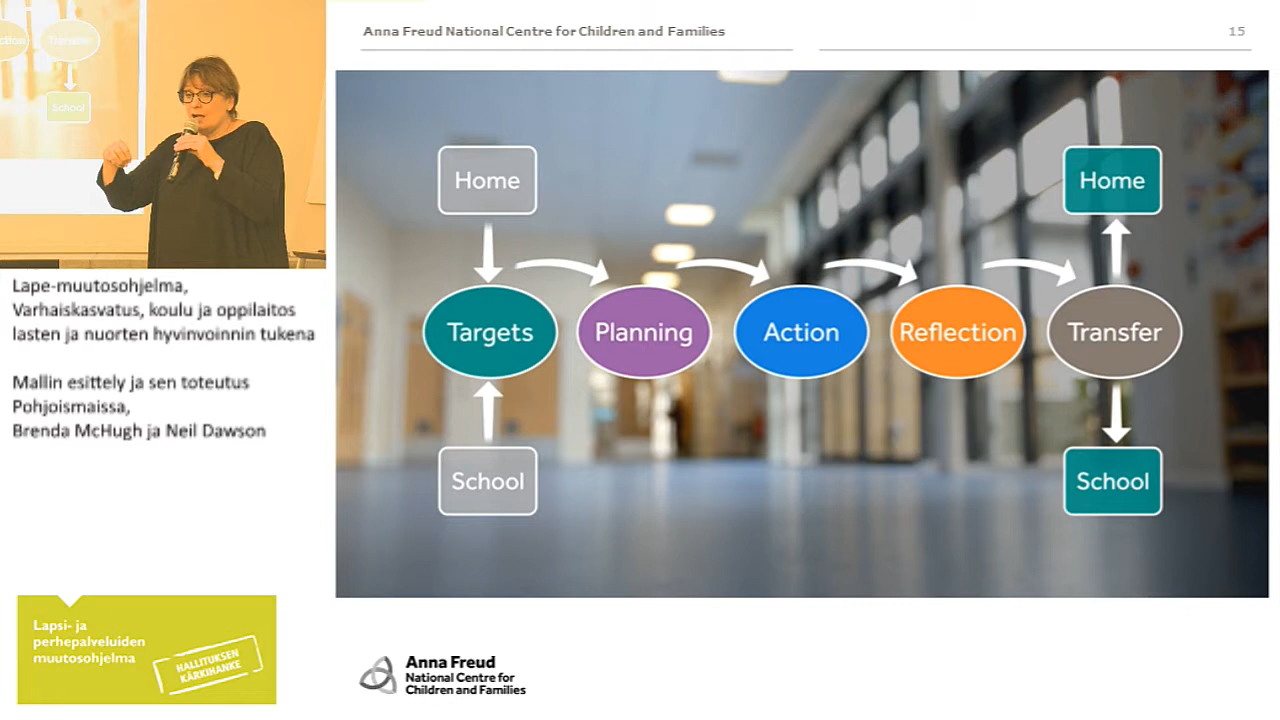 ction
Transfer
School
Lape-muutosohjelma,
Varhaiskasvatus, koulu ja oppilaitos
lasten ja nuorten hyvinvoinnin tukena
Mallin esittely ja sen toteutus
Pohjoismaissa,
Brenda McHugh ja Neil Dawson
Lapsi- ja
perhepalveluiden
muutosohjelma
HALLITUKSEN
KÄRKIHANKE
Anna Freud National Centre for Children and Families
15
Home
Home
Targets
Planning
Action
Reflection
Transfer
School
School
Anna Freud
National Centre for
Children and Families